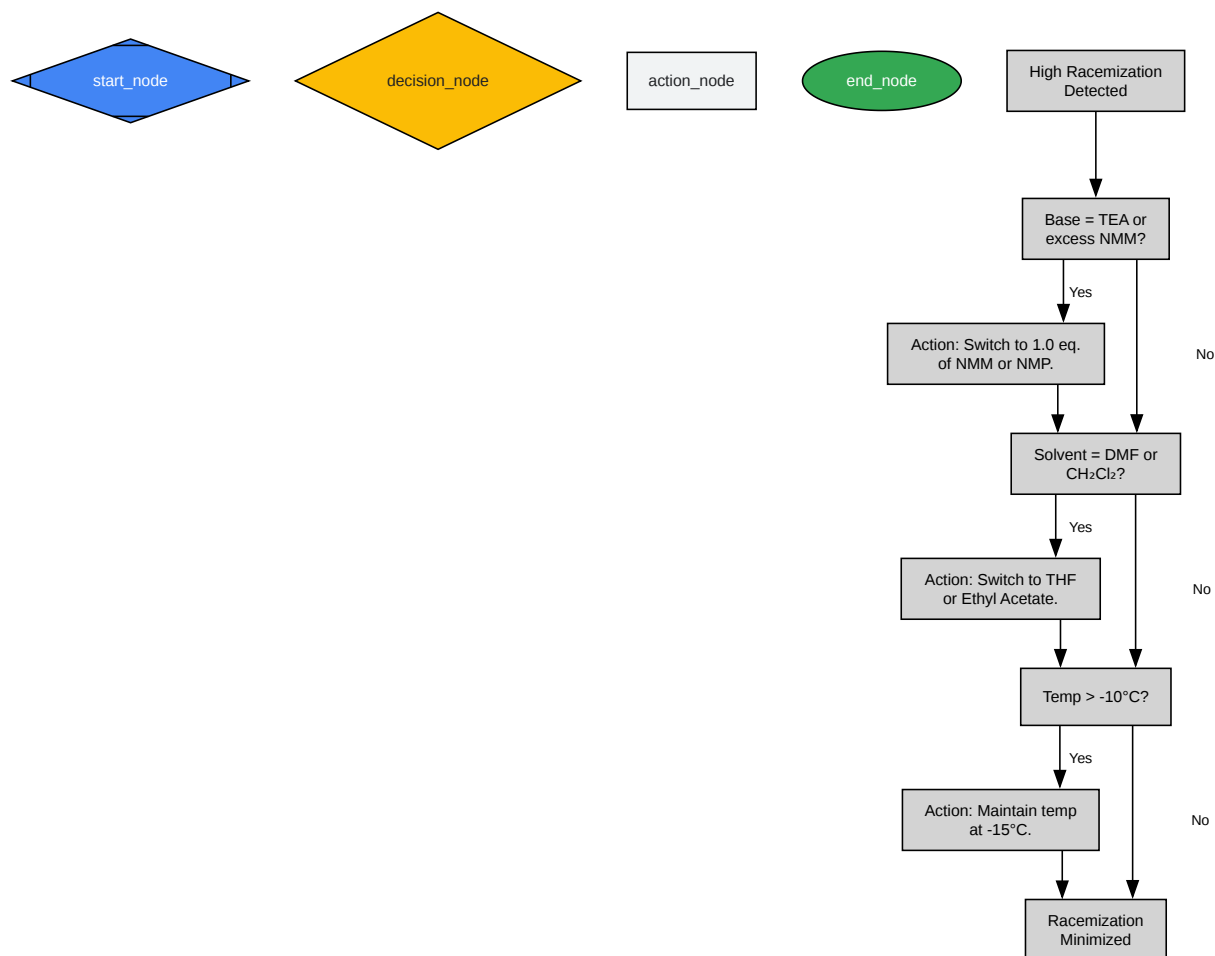 start_node
decision_node
action_node
end_node
High Racemization
Detected
Base = TEA or
excess NMM?
Yes
Action: Switch to 1.0 eq.
of NMM or NMP.
No
Solvent = DMF or
CH₂Cl₂?
Yes
Action: Switch to THF
or Ethyl Acetate.
No
Temp > -10°C?
Yes
Action: Maintain temp
at -15°C.
No
Racemization
Minimized